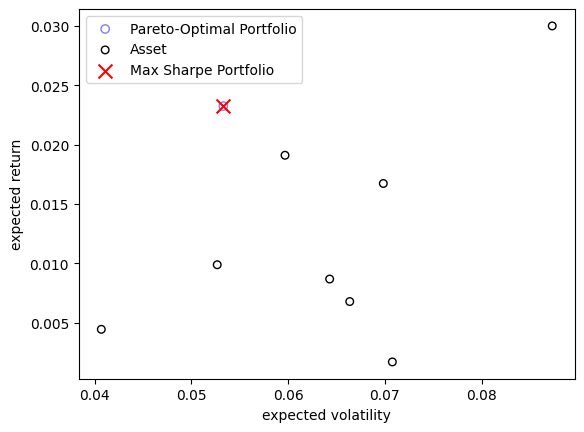 Pareto-Optimal Portfolio
Asset
Max Sharpe Portfolio
0.030
0.025
0.020
0.015
0.010
0.005
expected return
0.04 0.05 0.06 0.07 0.08
expected volatility